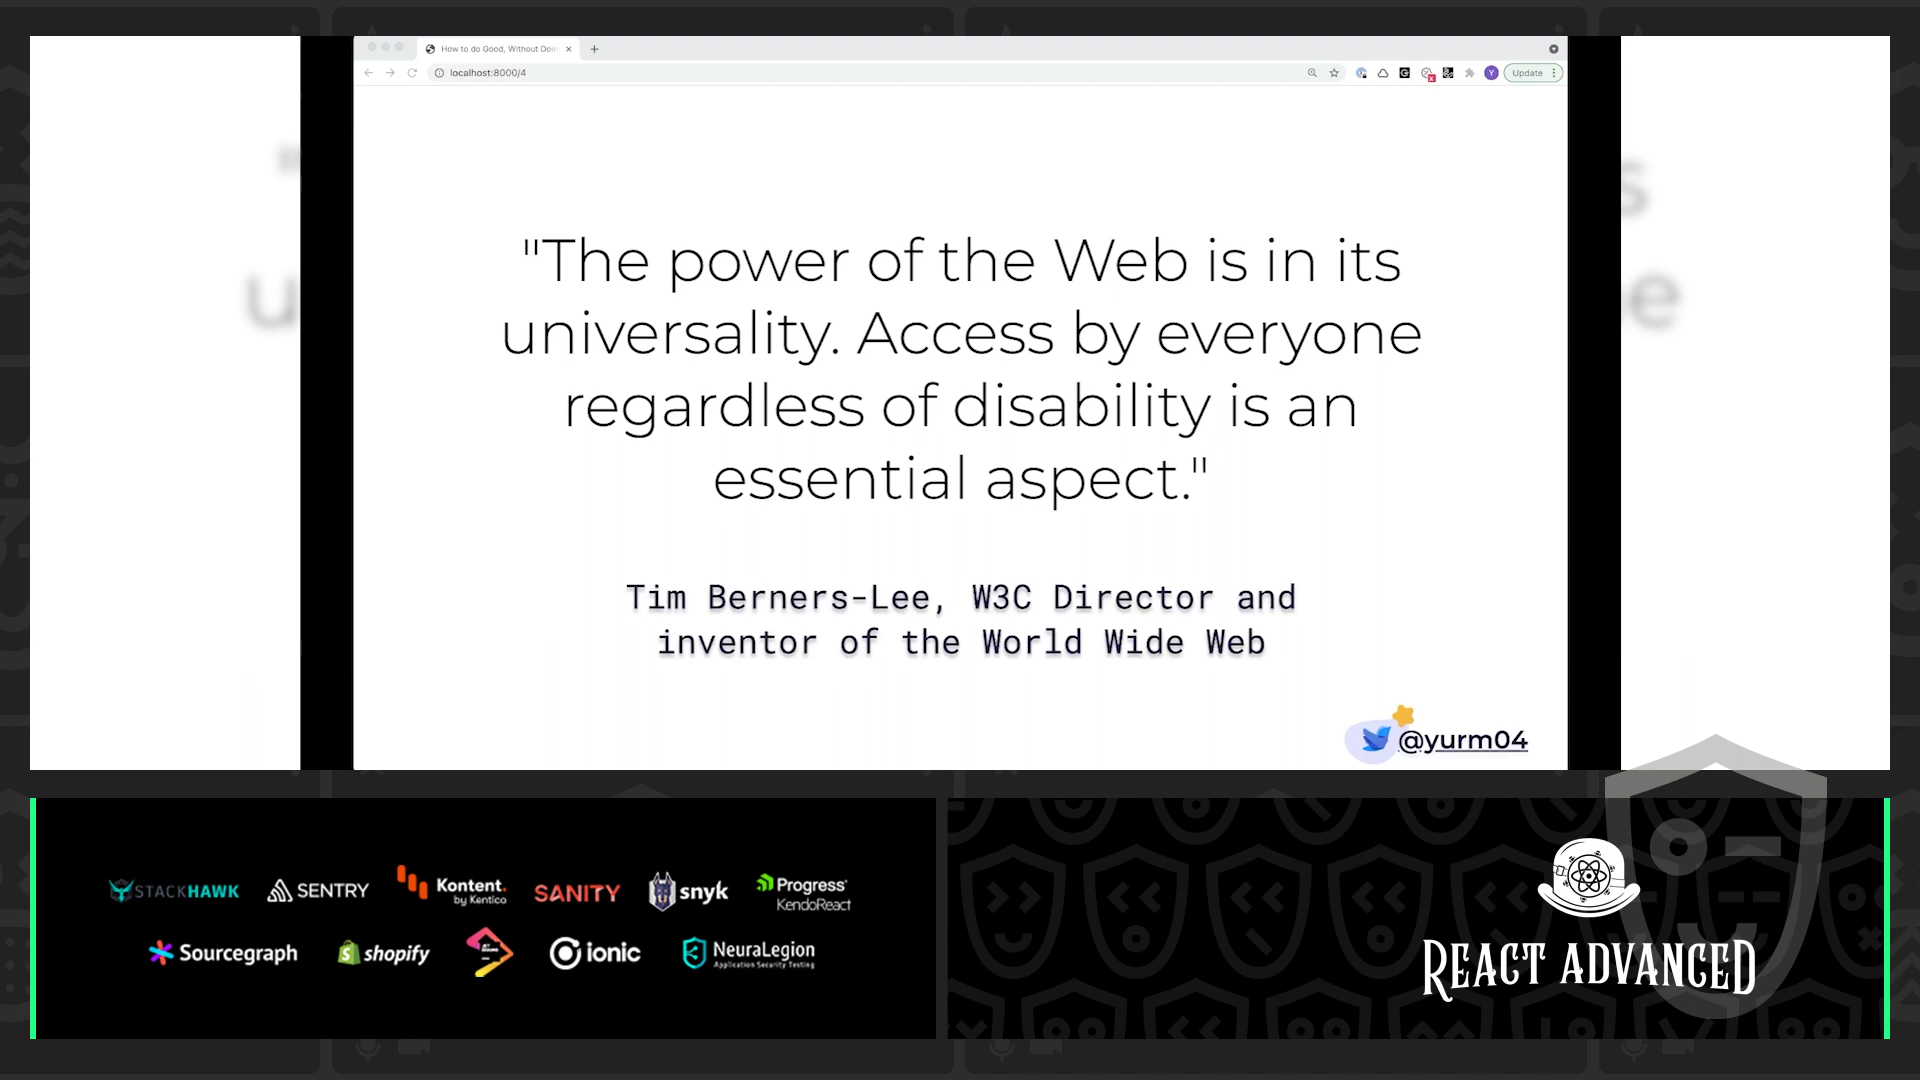 How to do Good, Without Doin
localhost:8000/4
Update
"The power of the Web is in its
universality. Access by everyone
regardless of disability is an
essential aspect."
Tim Berners-Lee, W3C Director and
inventor of the World Wide Web
@yurm04
STACKHAWK
SENTRY
Kontent.
by Kentico
SANITY
snyk
Progress
KendoReact
Sourcegraph
shopify
ionic
NeuraLegion
Application Security Testing
REACT ADVANCED